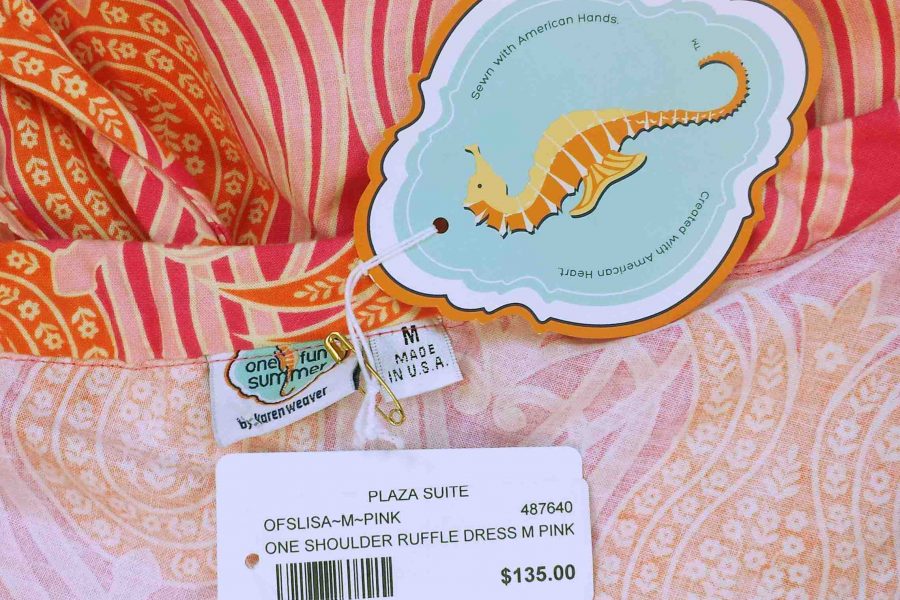 Sewn with American Hands.
TM
Created with American Heart.
one fun
summer
by karen weaver
M
MADE
IN U.S.A.
PLAZA SUITE
OFSLISA~M~PINK 487640
ONE SHOULDER RUFFLE DRESS M PINK
$135.00